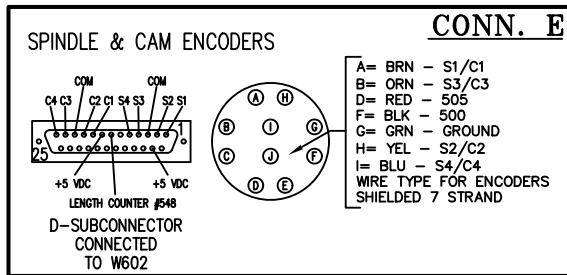 CONN. E
SPINDLE & CAM ENCODERS
COM COM
C4 C3 C2 C1 S4 S3 S2 S1
1
25
+5 VDC +5 VDC
LENGTH COUNTER #548
D-SUBCONNECTOR
CONNECTED
TO W602
A H
B I G
C J F
D E
A= BRN - S1/C1
B= ORN - S3/C3
D= RED - 505
F= BLK - 500
G= GRN - GROUND
H= YEL - S2/C2
I= BLU - S4/C4
WIRE TYPE FOR ENCODERS
SHIELDED 7 STRAND